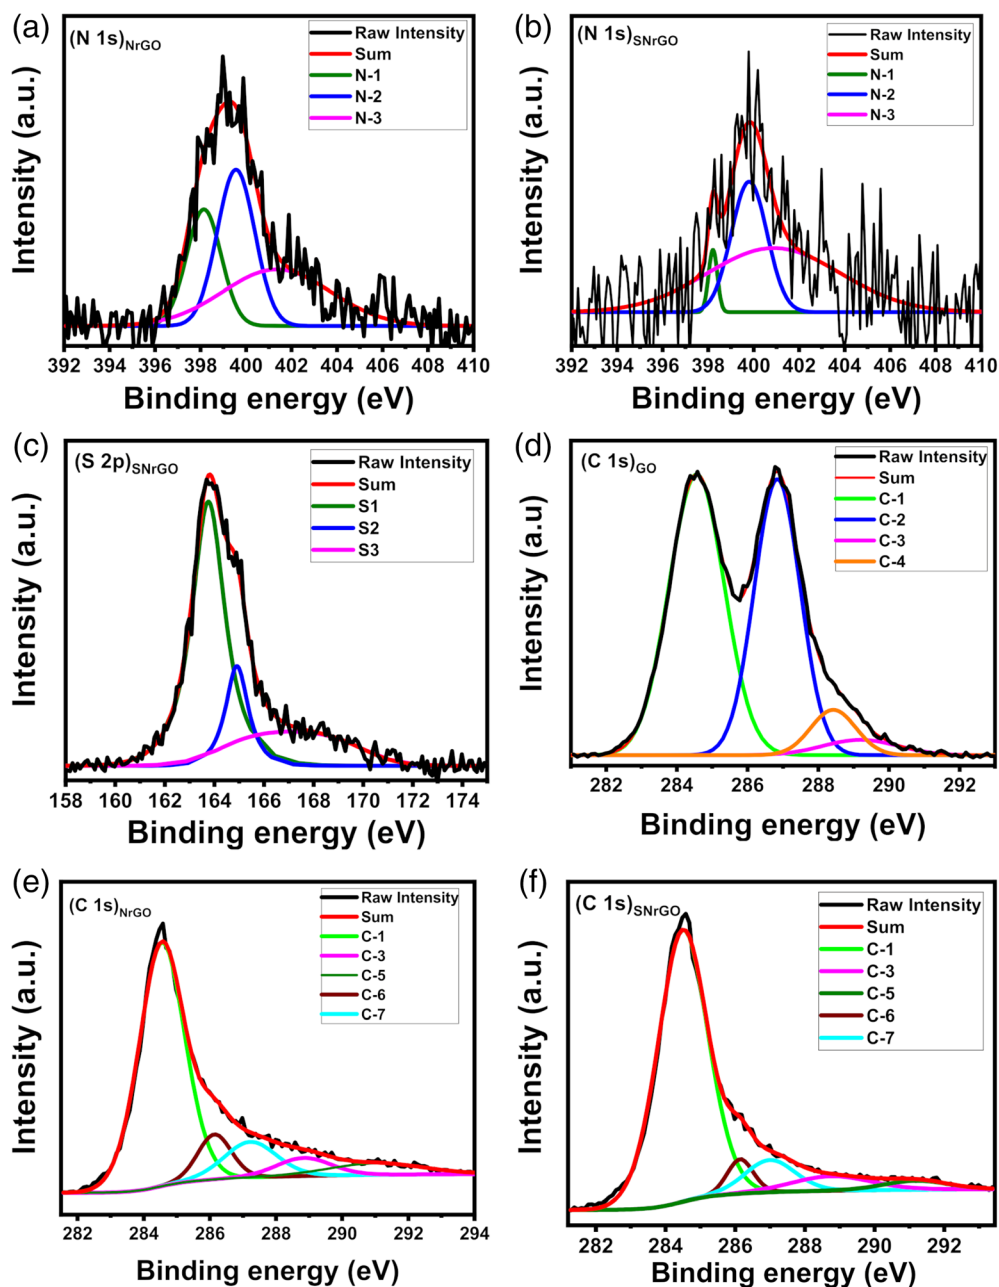 (a)
(N 1s)NrGO
Raw Intensity
Sum
N-1
N-2
N-3
Intensity (a.u.)
392 394 396 398 400 402 404 406 408 410
Binding energy (eV)
(b)
(N 1s)SNrGO
Raw Intensity
Sum
N-1
N-2
N-3
Intensity (a.u.)
392 394 396 398 400 402 404 406 408 410
Binding energy (eV)
(c)
(S 2p)SNrGO
Raw Intensity
Sum
S1
S2
S3
Intensity (a.u.)
158 160 162 164 166 168 170 172 174
Binding energy (eV)
(d)
(C 1s)GO
Raw Intensity
Sum
C-1
C-2
C-3
C-4
Intensity (a.u)
282 284 286 288 290 292
Binding energy (eV)
(e)
(C 1s)NrGO
Raw Intensity
Sum
C-1
C-3
C-5
C-6
C-7
Intensity (a.u.)
282 284 286 288 290 292 294
Binding energy (eV)
(f)
(C 1s)SNrGO
Raw Intensity
Sum
C-1
C-3
C-5
C-6
C-7
Intensity (a.u.)
282 284 286 288 290 292
Binding energy (eV)